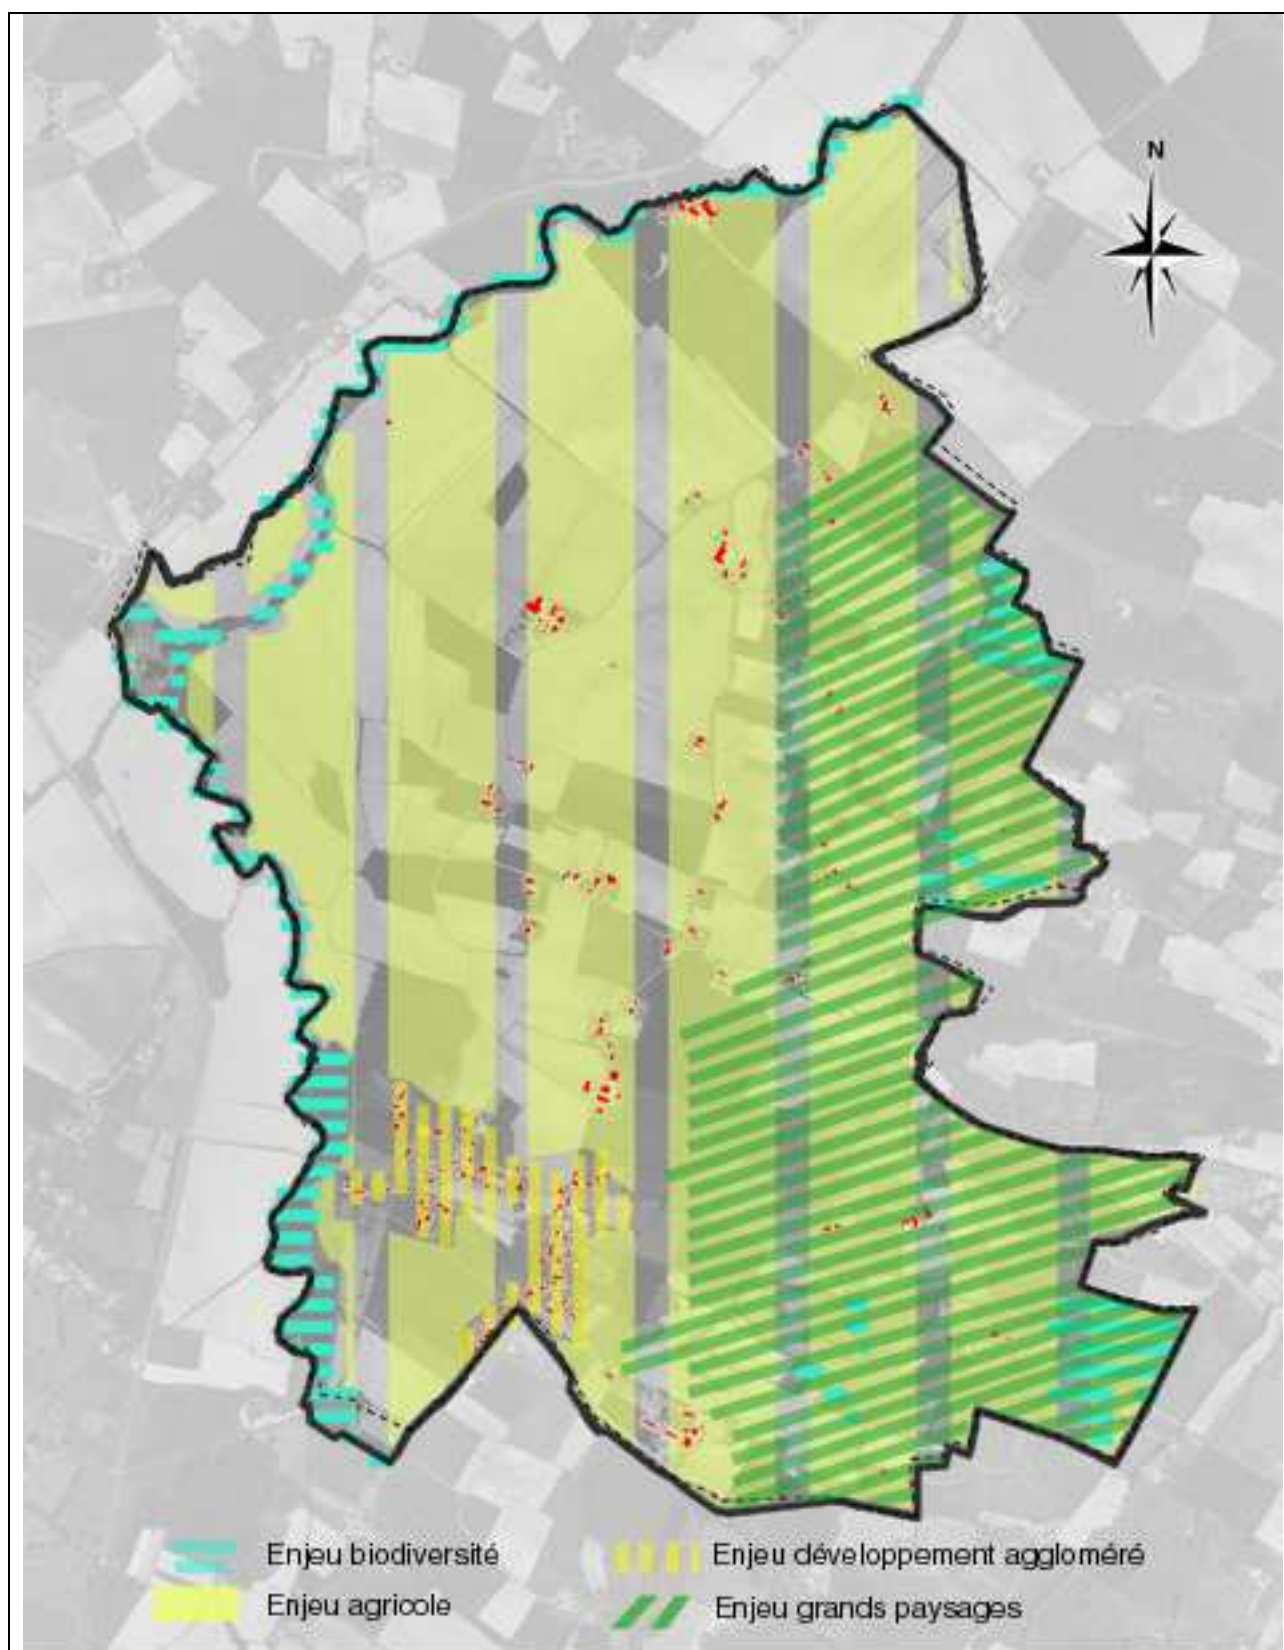 N
Enjeu biodiversité
Enjeu développement aggloméré
Enjeu agricole
Enjeu grands paysages